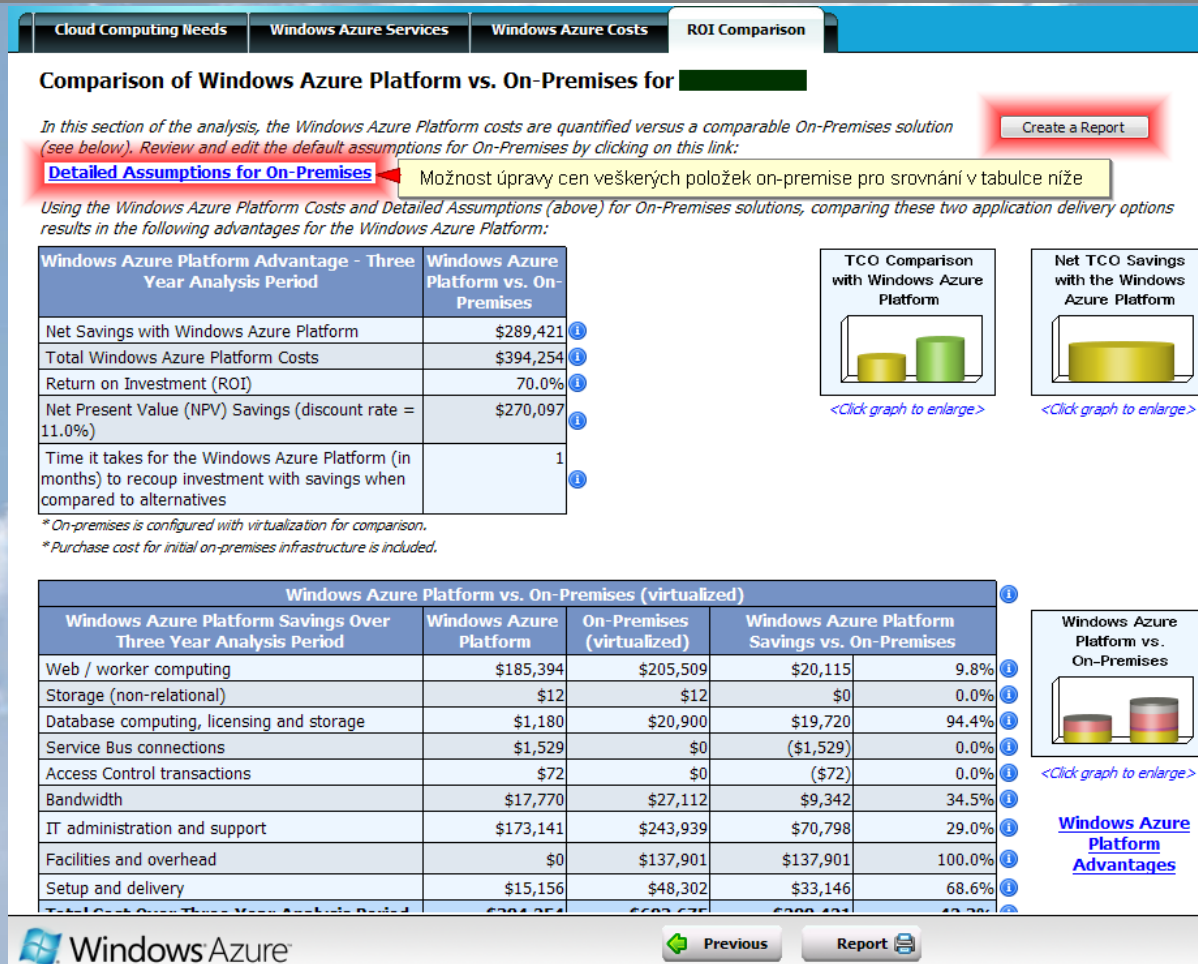 Cloud Computing Needs
Windows Azure Services
Windows Azure Costs
ROI Comparison
Comparison of Windows Azure Platform vs. On-Premises for
In this section of the analysis, the Windows Azure Platform costs are quantified versus a comparable On-Premises solution
(see below). Review and edit the default assumptions for On-Premises by clicking on this link:
Create a Report
Detailed Assumptions for On-Premises
Možnost úpravy cen veškerých položek on-premise pro srovnání v tabulce níže
Using the Windows Azure Platform Costs and Detailed Assumptions (above) for On-Premises solutions, comparing these two application delivery options
results in the following advantages for the Windows Azure Platform:
Windows Azure Platform Advantage - Three
Year Analysis Period
Windows Azure
Platform vs. On-
Premises
Net Savings with Windows Azure Platform $289,421
Total Windows Azure Platform Costs $394,254
Return on Investment (ROI) 70.0%
Net Present Value (NPV) Savings (discount rate = $270,097
11.0%)
Time it takes for the Windows Azure Platform (in 1
months) to recoup investment with savings when
compared to alternatives
* On-premises is configured with virtualization for comparison.
* Purchase cost for initial on-premises infrastructure is included.
TCO Comparison
with Windows Azure
Platform
<Click graph to enlarge>
Net TCO Savings
with the Windows
Azure Platform
<Click graph to enlarge>
Windows Azure Platform vs. On-Premises (virtualized)
Windows Azure Platform Savings Over
Three Year Analysis Period
Windows Azure
Platform
On-Premises
(virtualized)
Windows Azure Platform
Savings vs. On-Premises
Web / worker computing $185,394 $205,509 $20,115 9.8%
Storage (non-relational) $12 $12 $0 0.0%
Database computing, licensing and storage $1,180 $20,900 $19,720 94.4%
Service Bus connections $1,529 $0 ($1,529) 0.0%
Access Control transactions $72 $0 ($72) 0.0%
Bandwidth $17,770 $27,112 $9,342 34.5%
IT administration and support $173,141 $243,939 $70,798 29.0%
Facilities and overhead $0 $137,901 $137,901 100.0%
Setup and delivery $15,156 $48,302 $33,146 68.6%
Total Cost Over Three Year Analysis Period $394,254 $683,675 $289,421 42.3%
Windows Azure
Platform vs.
On-Premises
<Click graph to enlarge>
Windows Azure
Platform
Advantages
Windows Azure™
Previous
Report